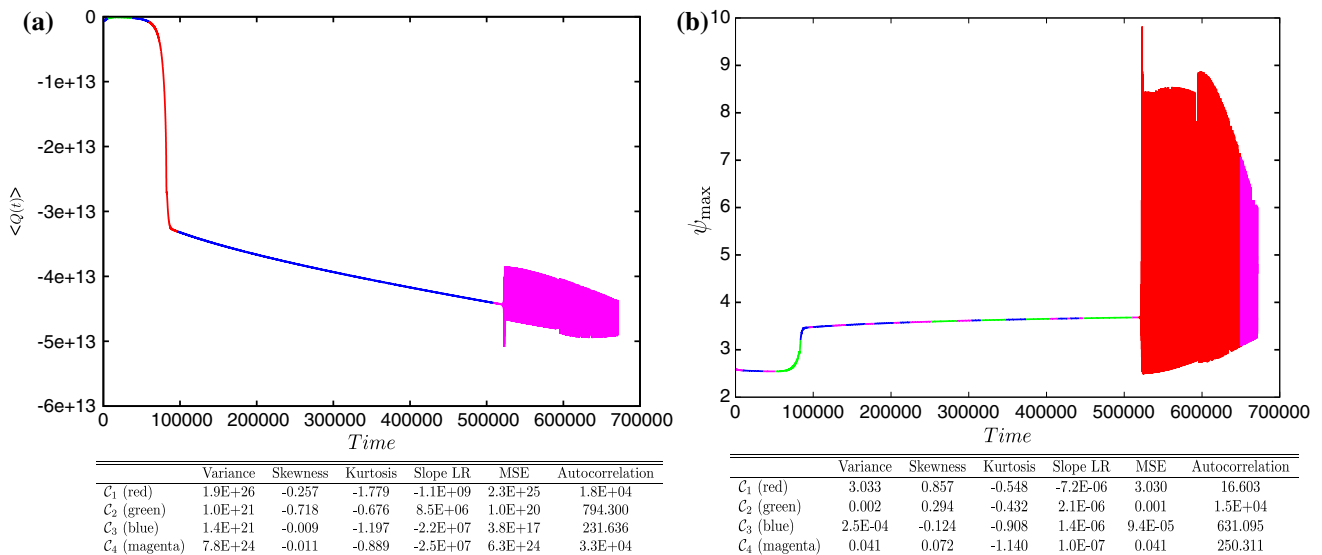 (a)
0
-1e+13
-2e+13
-3e+13
-4e+13
-5e+13
-6e+13
<Q(t)>
0 100000 200000 300000 400000 500000 600000 700000
Time
Variance Skewness Kurtosis Slope LR MSE Autocorrelation
C₁ (red) 1.9E+26 -0.257 -1.779 -1.1E+09 2.3E+25 1.8E+04
C₂ (green) 1.0E+21 -0.718 -0.676 8.5E+06 1.0E+20 794.300
C₃ (blue) 1.4E+21 -0.009 -1.197 -2.2E+07 3.8E+17 231.636
C₄ (magenta) 7.8E+24 -0.011 -0.889 -2.5E+07 6.3E+24 3.3E+04
(b)
10
9
8
7
6
5
4
3
2
ψmax
0 100000 200000 300000 400000 500000 600000 700000
Time
Variance Skewness Kurtosis Slope LR MSE Autocorrelation
C₁ (red) 3.033 0.857 -0.548 -7.2E-06 3.030 16.603
C₂ (green) 0.002 0.294 -0.432 2.1E-06 0.001 1.5E+04
C₃ (blue) 2.5E-04 -0.124 -0.908 1.4E-06 9.4E-05 631.095
C₄ (magenta) 0.041 0.072 -1.140 1.0E-07 0.041 250.311